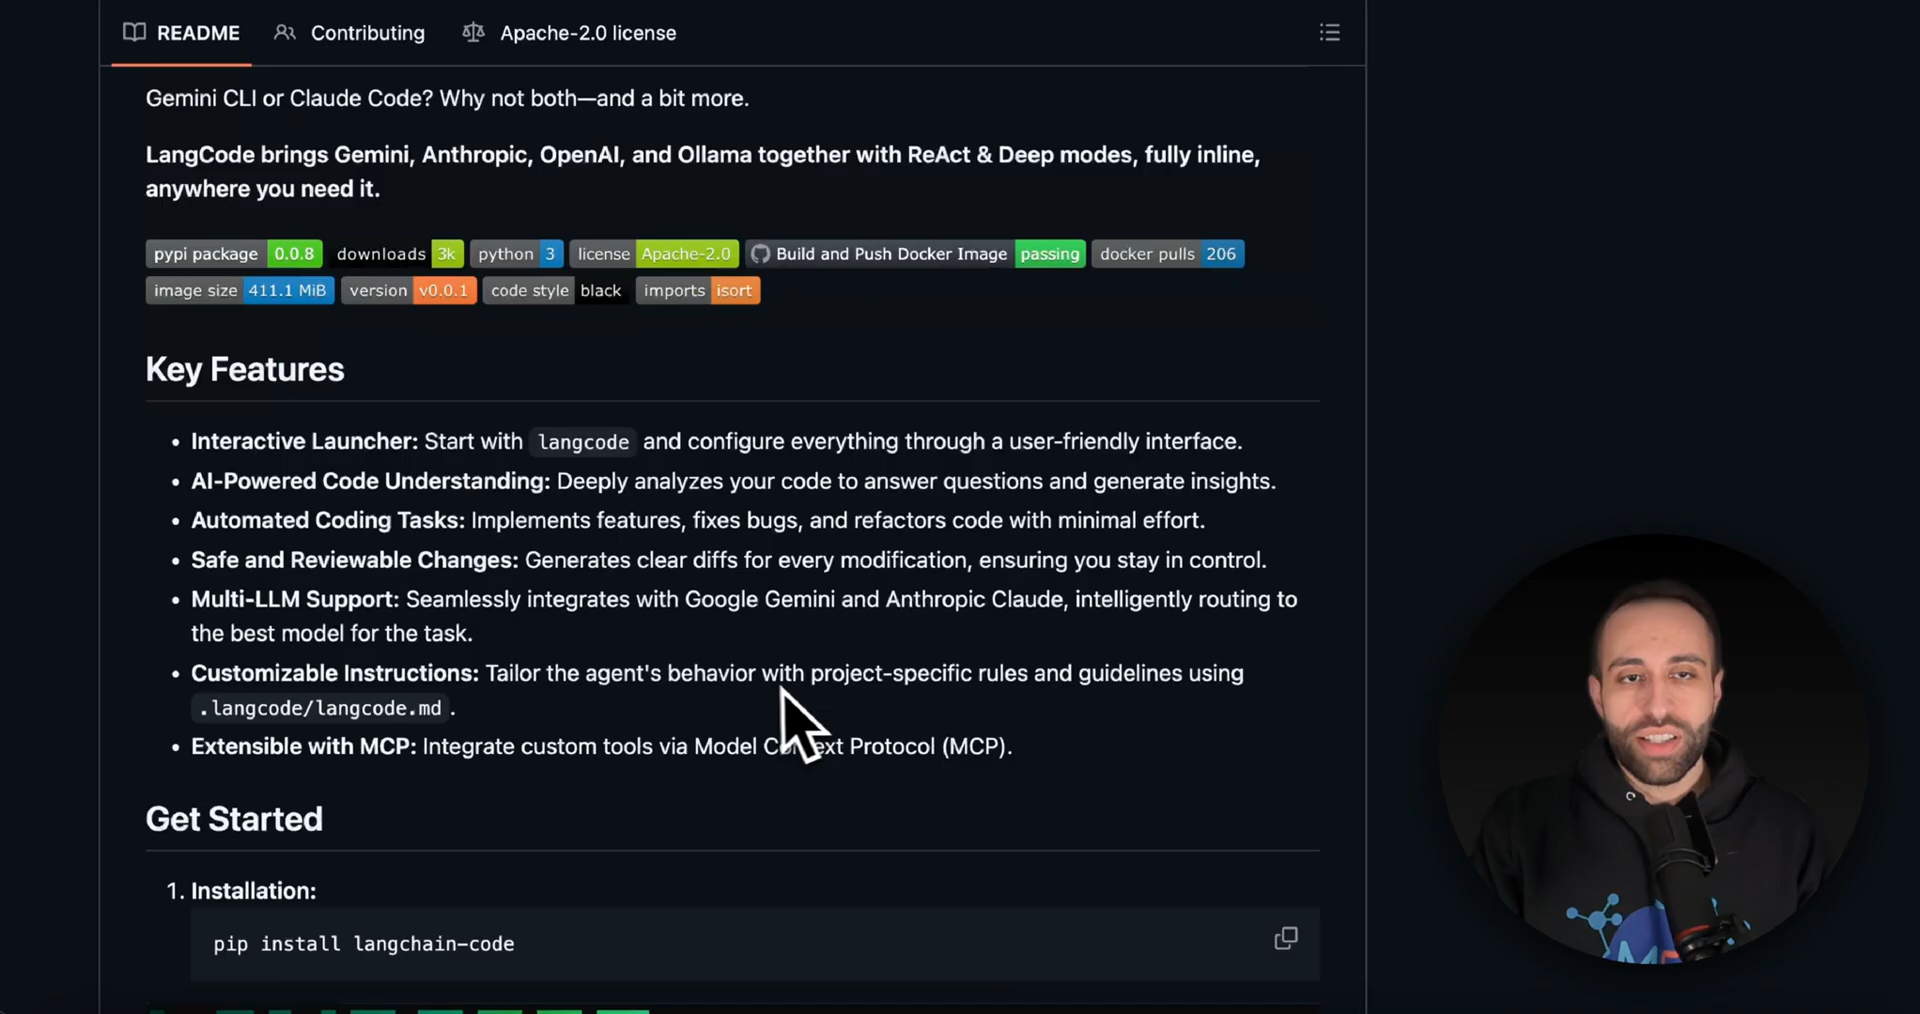 README Contributing Apache-2.0 license
Gemini CLI or Claude Code? Why not both—and a bit more.
LangCode brings Gemini, Anthropic, OpenAI, and Ollama together with ReAct & Deep modes, fully inline,
anywhere you need it.
pypi package 0.0.8 downloads 3k python 3 license Apache-2.0 Build and Push Docker Image passing docker pulls 206
image size 411.1 MiB version v0.0.1 code style black imports isort
Key Features
• Interactive Launcher: Start with langcode and configure everything through a user-friendly interface.
• AI-Powered Code Understanding: Deeply analyzes your code to answer questions and generate insights.
• Automated Coding Tasks: Implements features, fixes bugs, and refactors code with minimal effort.
• Safe and Reviewable Changes: Generates clear diffs for every modification, ensuring you stay in control.
• Multi-LLM Support: Seamlessly integrates with Google Gemini and Anthropic Claude, intelligently routing to
the best model for the task.
• Customizable Instructions: Tailor the agent's behavior with project-specific rules and guidelines using
.langcode/langcode.md .
• Extensible with MCP: Integrate custom tools via Model Context Protocol (MCP).
Get Started
1. Installation:
pip install langchain-code